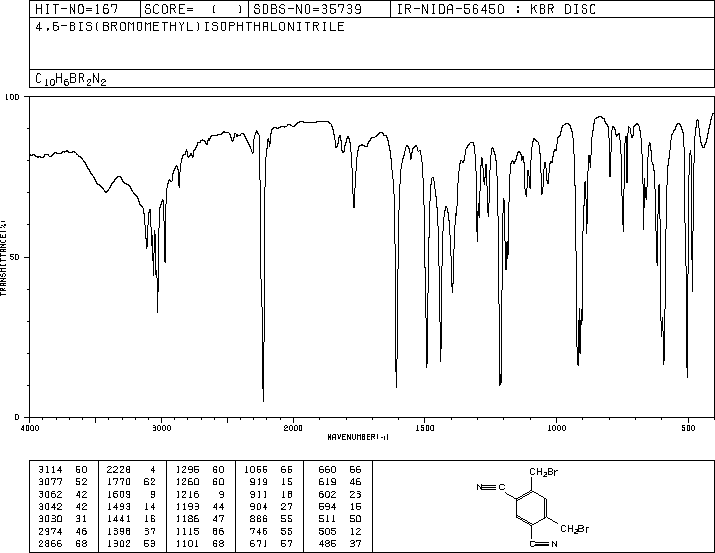 HIT-NO=167 SCORE= ( ) SDBS-NO=35739 IR-NIDA-56450 : KBR DISC
4,6-BIS(BROMOMETHYL)ISOPHTHALONITRILE
C10H6BR2N2
100
50
0
TRANSMITTANCE(%)
4000 3000 2000 1500 1000 500
WAVENUMBER(-1)
3114 50 2228 4 1296 60 1066 66 660 56
3077 52 1770 62 1260 60 919 15 619 46
3062 42 1609 9 1216 9 911 18 602 23
3042 42 1493 14 1193 44 904 27 594 15
3030 31 1441 16 1186 47 886 55 511 50
2974 46 1398 37 1115 86 746 55 505 12
2866 68 1302 53 1101 68 671 57 486 37
CH2Br
N≡C
CH2Br
C≡N